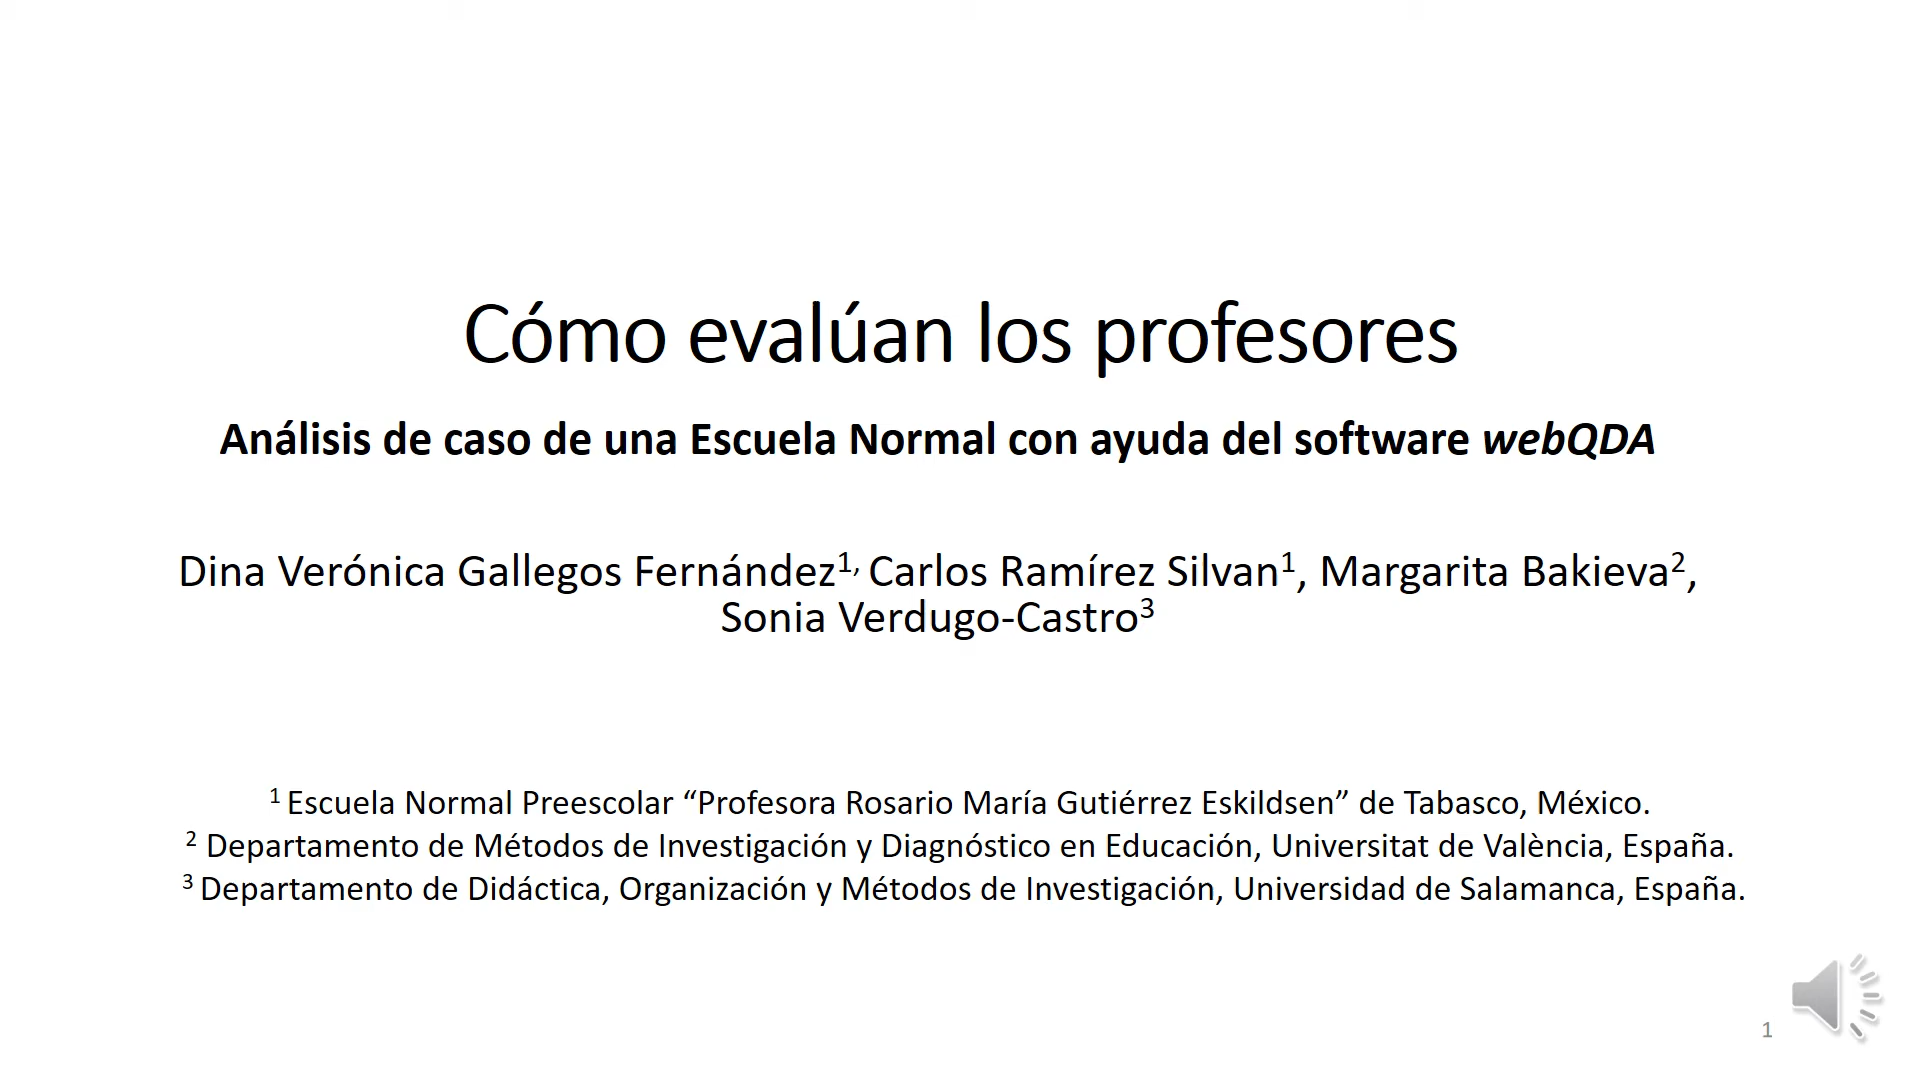 Cómo evalúan los profesores
Análisis de caso de una Escuela Normal con ayuda del software webQDA
Dina Verónica Gallegos Fernández1, Carlos Ramírez Silvan1, Margarita Bakieva2,
Sonia Verdugo-Castro3
1 Escuela Normal Preescolar “Profesora Rosario María Gutiérrez Eskildsen” de Tabasco, México.
2 Departamento de Métodos de Investigación y Diagnóstico en Educación, Universitat de València, España.
3 Departamento de Didáctica, Organización y Métodos de Investigación, Universidad de Salamanca, España.
1